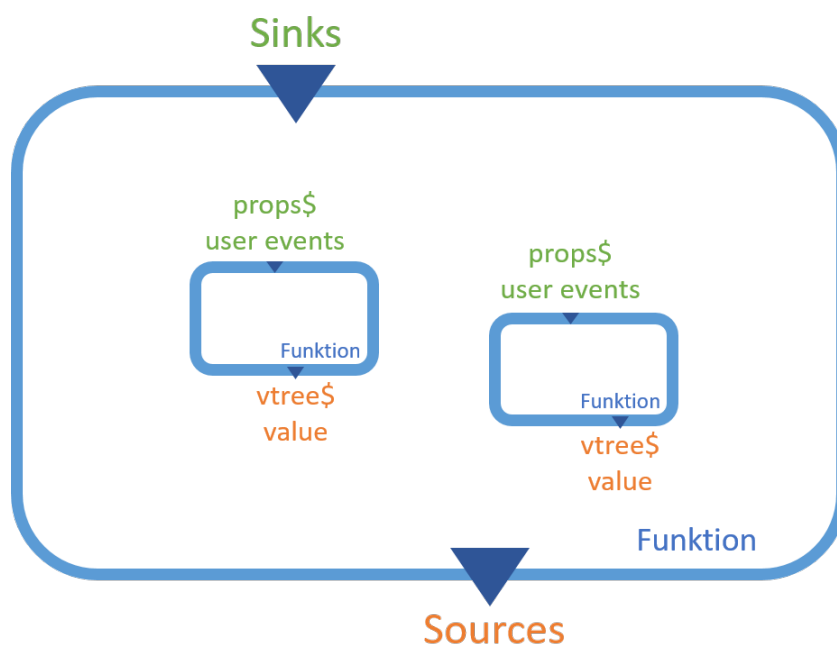 Sinks
props$
user events
Funktion
vtree$
value
props$
user events
Funktion
vtree$
value
Funktion
Sources